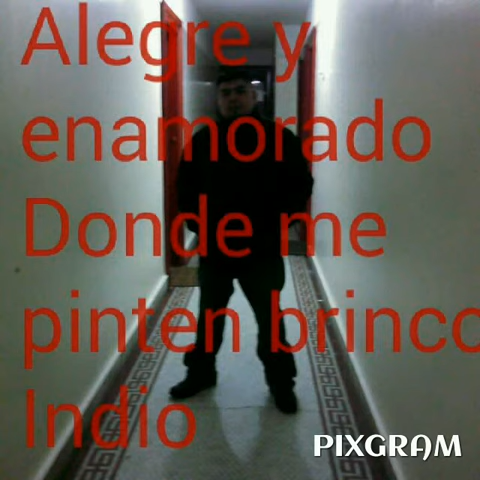 Alegre y
enamorado
Donde me
pinten brinco
Indio
PIXGRAM